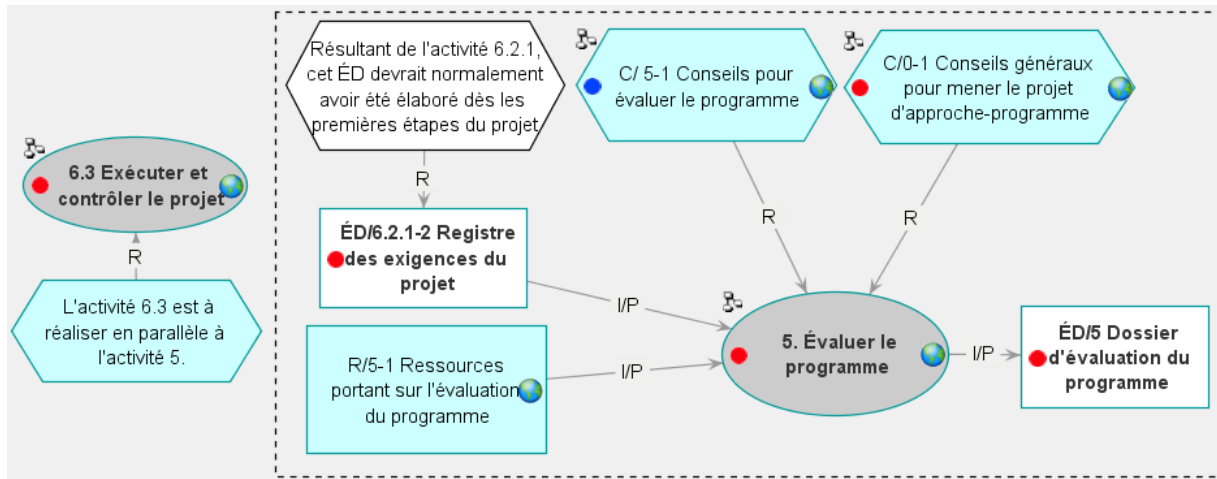 Résultant de l'activité 6.2.1,
cet ÉD devrait normalement
avoir été élaboré dès les
premières étapes du projet
C/ 5-1 Conseils pour
évaluer le programme
C/0-1 Conseils généraux
pour mener le projet
d'approche-programme
6.3 Exécuter et
contrôler le projet
R
R
R
R
ÉD/6.2.1-2 Registre
des exigences du
projet
L'activité 6.3 est à
réaliser en parallèle à
l'activité 5.
I/P
R/5-1 Ressources
portant sur l'évaluation
du programme
I/P
5. Évaluer le
programme
I/P
ÉD/5 Dossier
d'évaluation du
programme